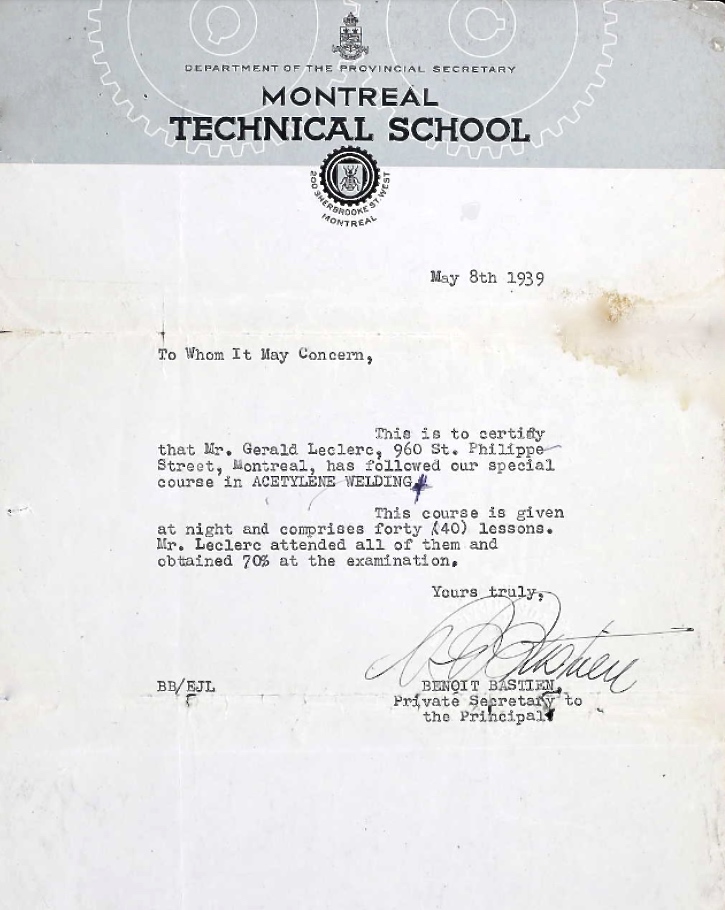 DEPARTMENT OF THE PROVINCIAL SECRETARY
MONTREAL
TECHNICAL SCHOOL
200 SHERBROOKE ST. WEST
MONTREAL
May 8th 1939
To Whom It May Concern,
This is to certify
that Mr. Gerald Leclerc, 960 St. Philippe
Street, Montreal, has followed our special
course in ACETYLENE WELDING.
This course is given
at night and comprises forty (40) lessons.
Mr. Leclerc attended all of them and
obtained 70% at the examination.
Yours truly,
B Bastien
BB/EJL
BENOIT BASTIEN,
Private Secretary to
the Principal.